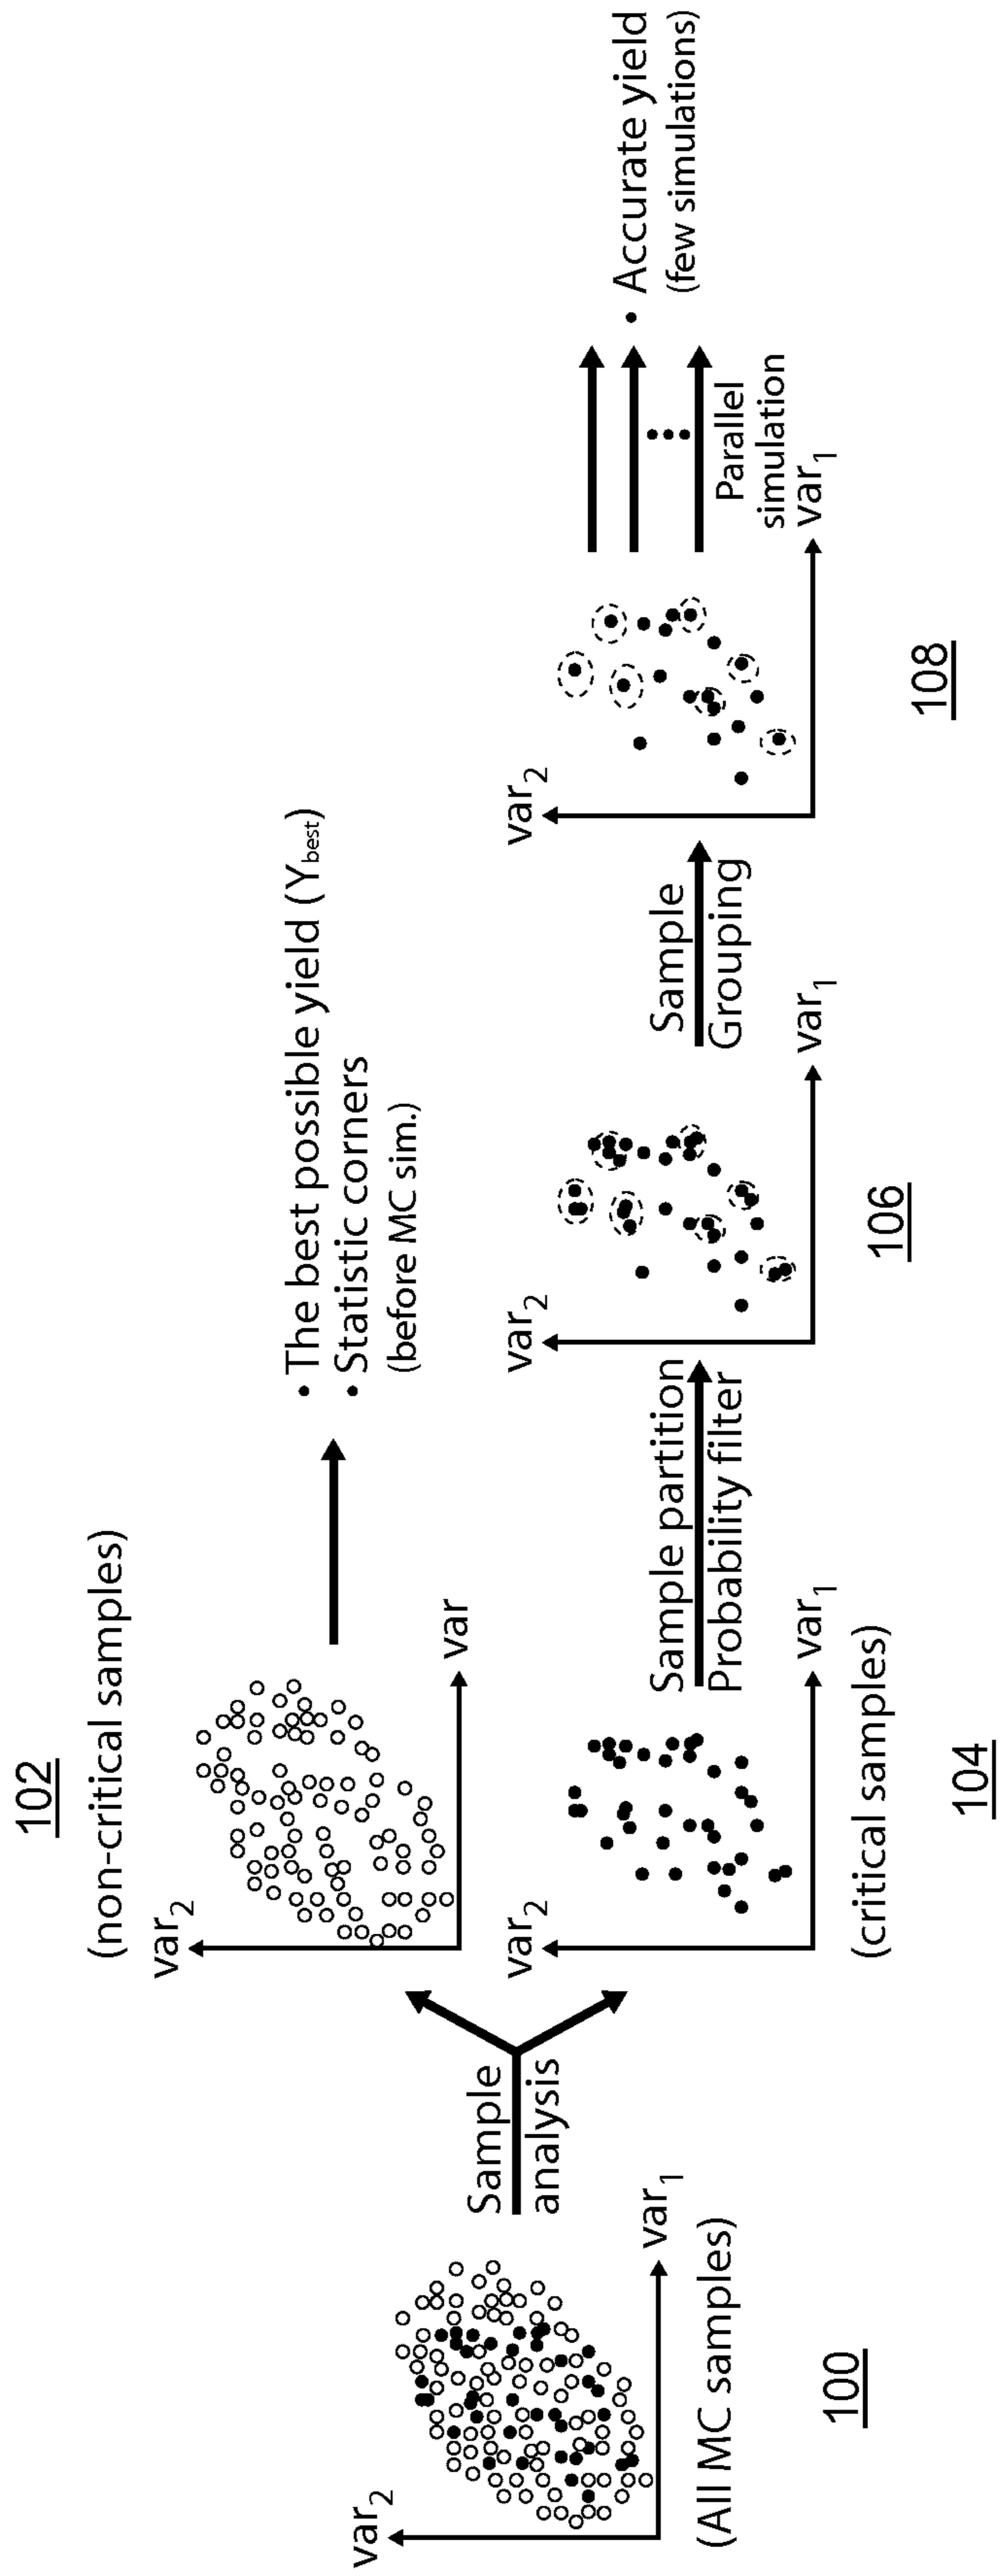 102
(non-critical samples)
var2
var
• The best possible yield (Ybest)
• Statistic corners
(before MC sim.)
var2
var1
(All MC samples)
100
Sample
analysis
var2
var1
(critical samples)
104
Sample partition
Probability filter
var2
var1
106
Sample
Grouping
var2
var1
108
Parallel
simulation
• Accurate yield
(few simulations)